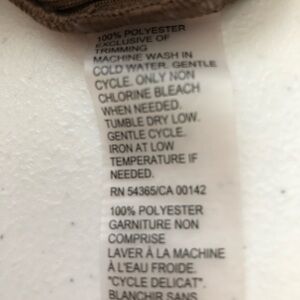 100% POLYESTER
EXCLUSIVE OF
TRIMMING
MACHINE WASH IN
COLD WATER. GENTLE
CYCLE. ONLY NON
CHLORINE BLEACH
WHEN NEEDED.
TUMBLE DRY LOW.
GENTLE CYCLE.
IRON AT LOW
TEMPERATURE IF
NEEDED.
RN 54365/CA 00142
100% POLYESTER
GARNITURE NON
COMPRISE
LAVER À LA MACHINE
À L'EAU FROIDE.
"CYCLE DELICAT".
BLANCHIR SANS